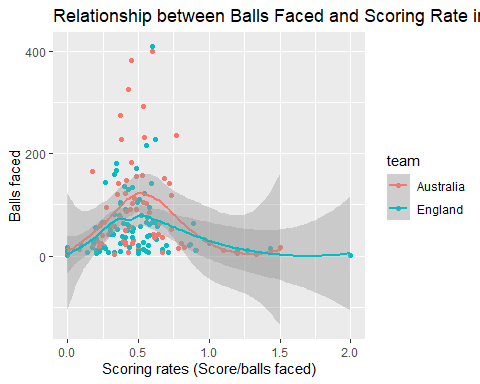 Relationship between Balls Faced and Scoring Rate
400
200
0
Balls faced
0.0 0.5 1.0 1.5 2.0
Scoring rates (Score/balls faced)
team
Australia
England